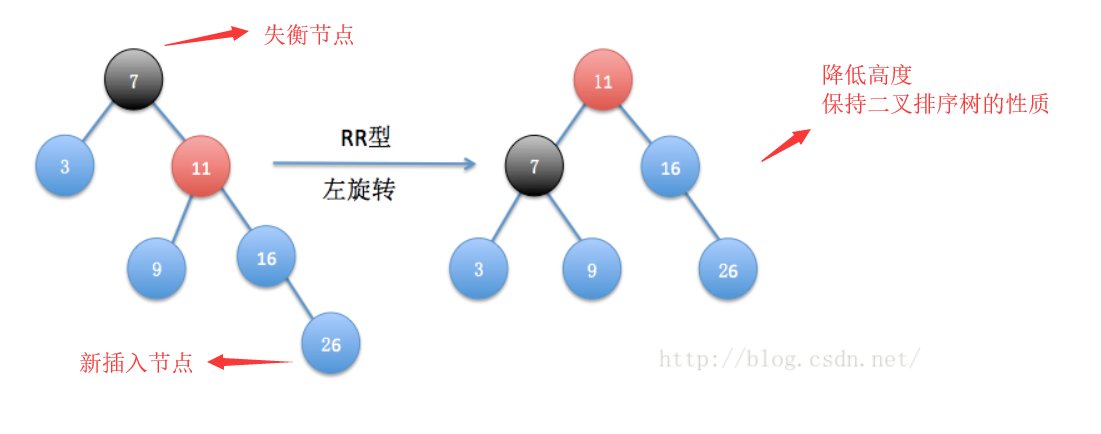 失衡节点
7
3
11
9
16
26
新插入节点
RR型
左旋转
11
7
16
3
9
26
降低高度
保持二叉排序树的性质
http://blog.csdn.net/